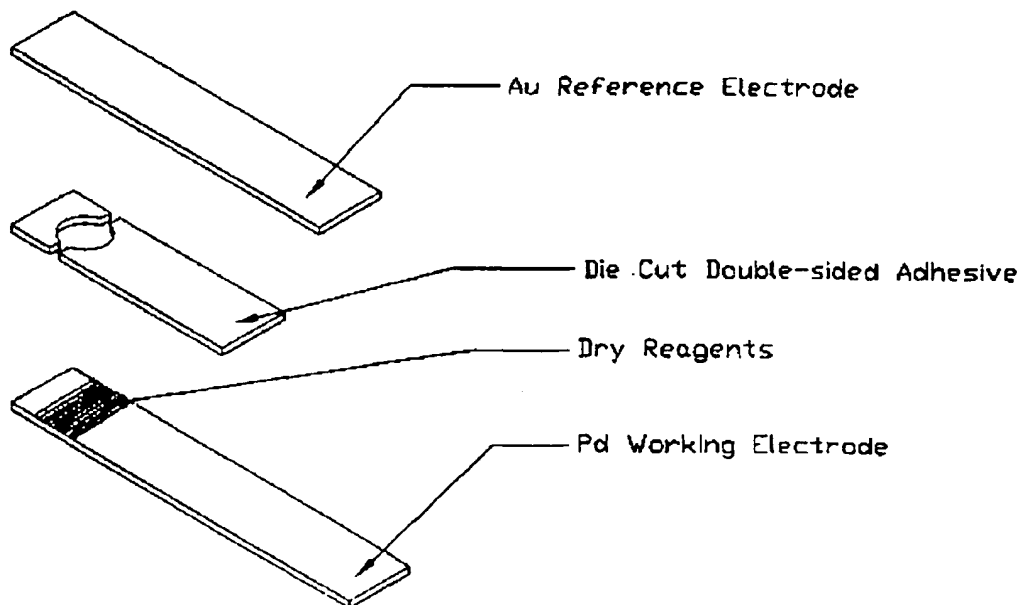 Au Reference Electrode
Die Cut Double-sided Adhesive
Dry Reagents
Pd Working Electrode